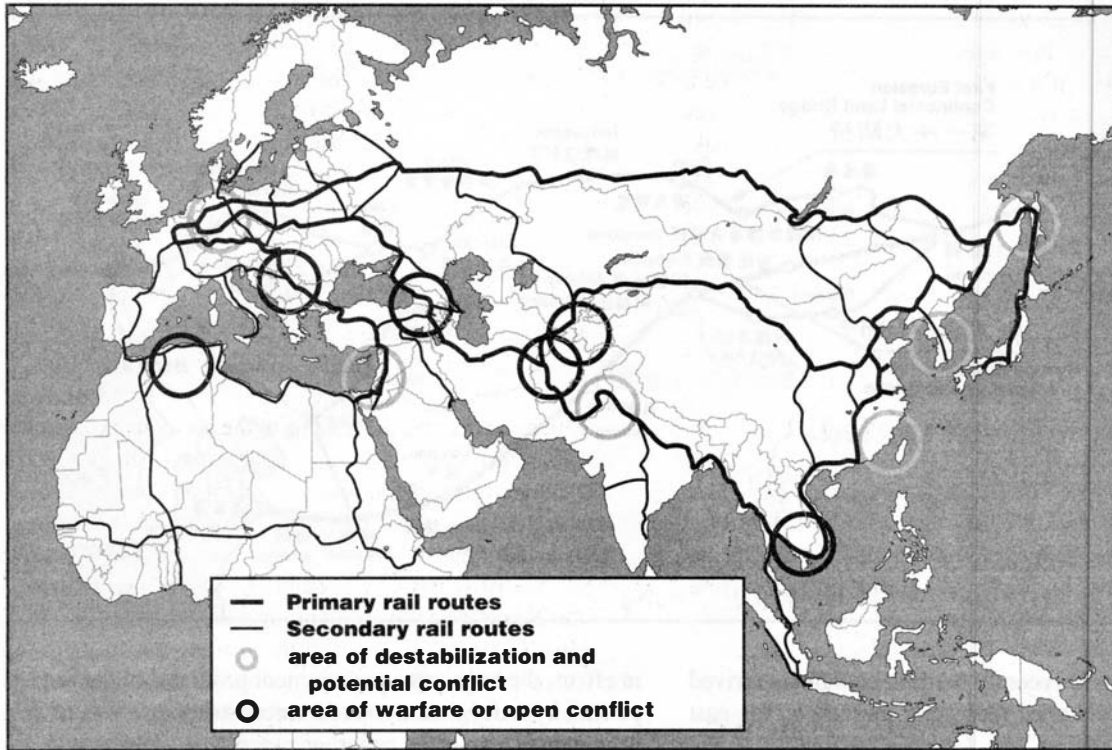 Primary rail routes
Secondary rail routes
area of destabilization and
potential conflict
area of warfare or open conflict